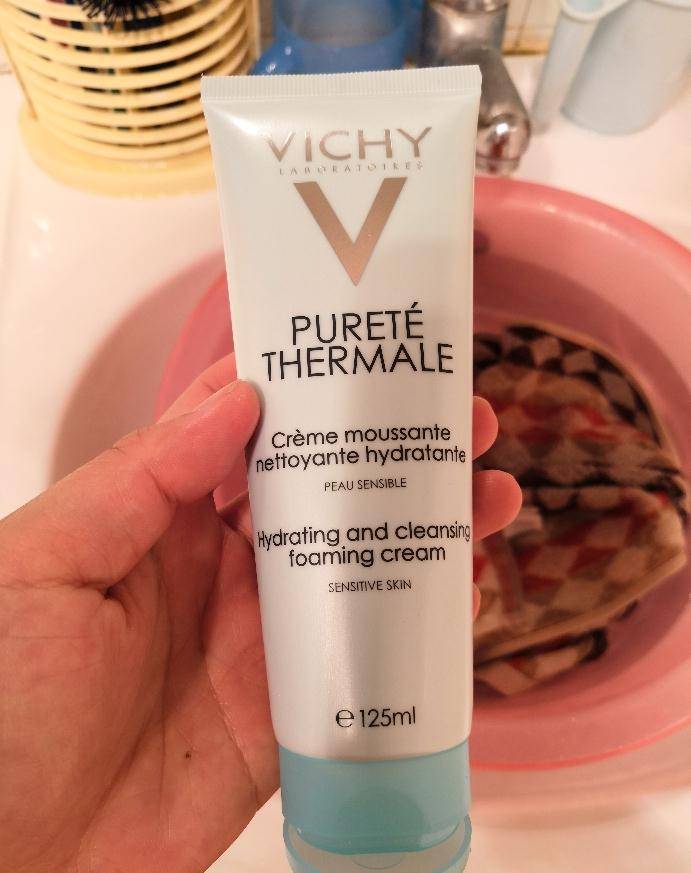 VICHY
LABORATOIRES
V
PURETÉ
THERMALE
Crème moussante
nettoyante hydratante
PEAU SENSIBLE
Hydrating and cleansing
foaming cream
SENSITIVE SKIN
℮ 125ml